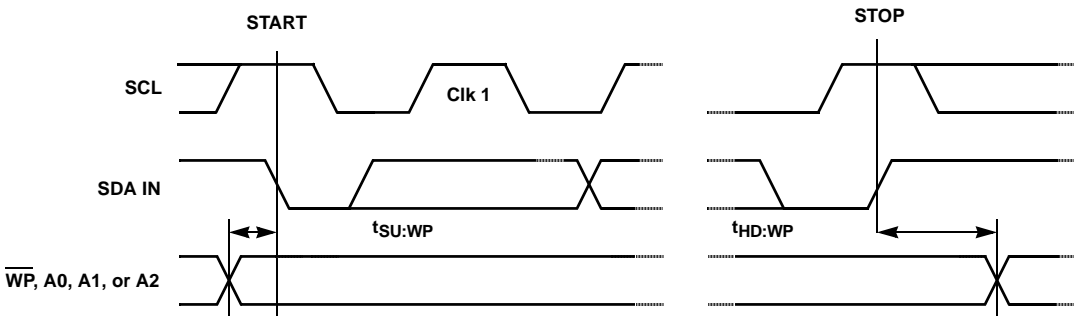 START
STOP
SCL
Clk 1
SDA IN
tSU:WP
tHD:WP
WP, A0, A1, or A2